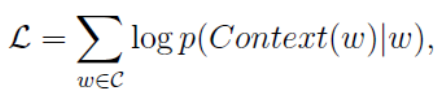 𝓛 = ∑_{w∈𝒞} log p(Context(w)|w),